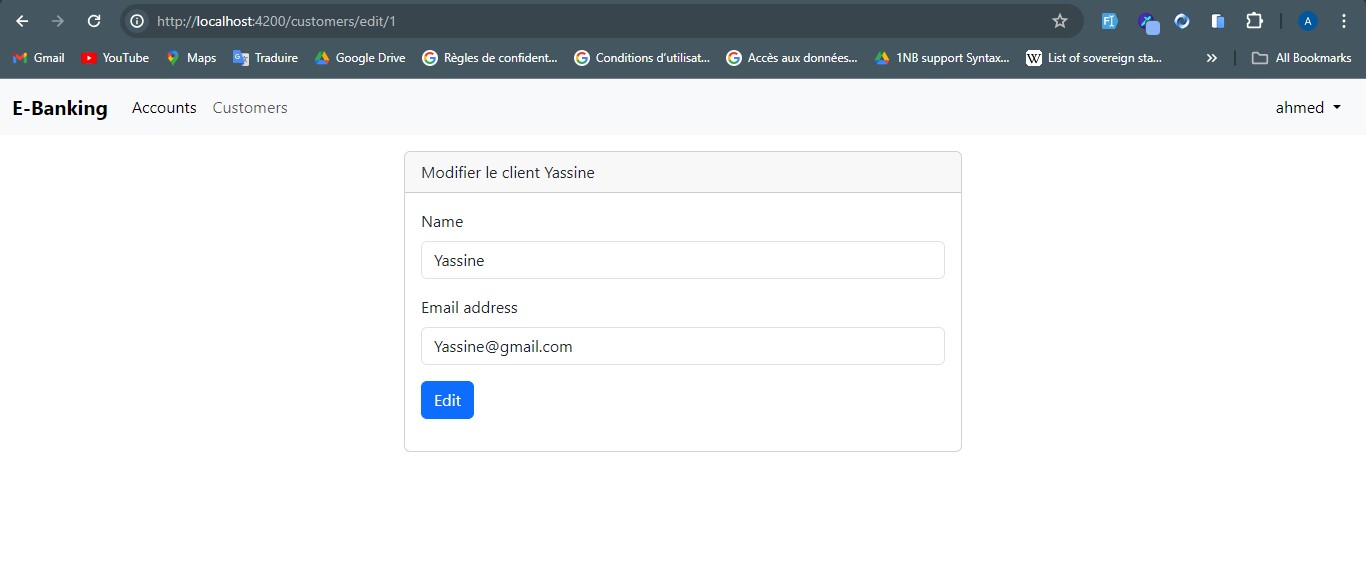 http://localhost:4200/customers/edit/1
A
Gmail YouTube Maps Traduire Google Drive Règles de confident... Conditions d'utilisat... Accès aux données... 1NB support Syntax... List of sovereign sta... » All Bookmarks
E-Banking Accounts Customers ahmed
Modifier le client Yassine
Name
Yassine
Email address
Yassine@gmail.com
Edit